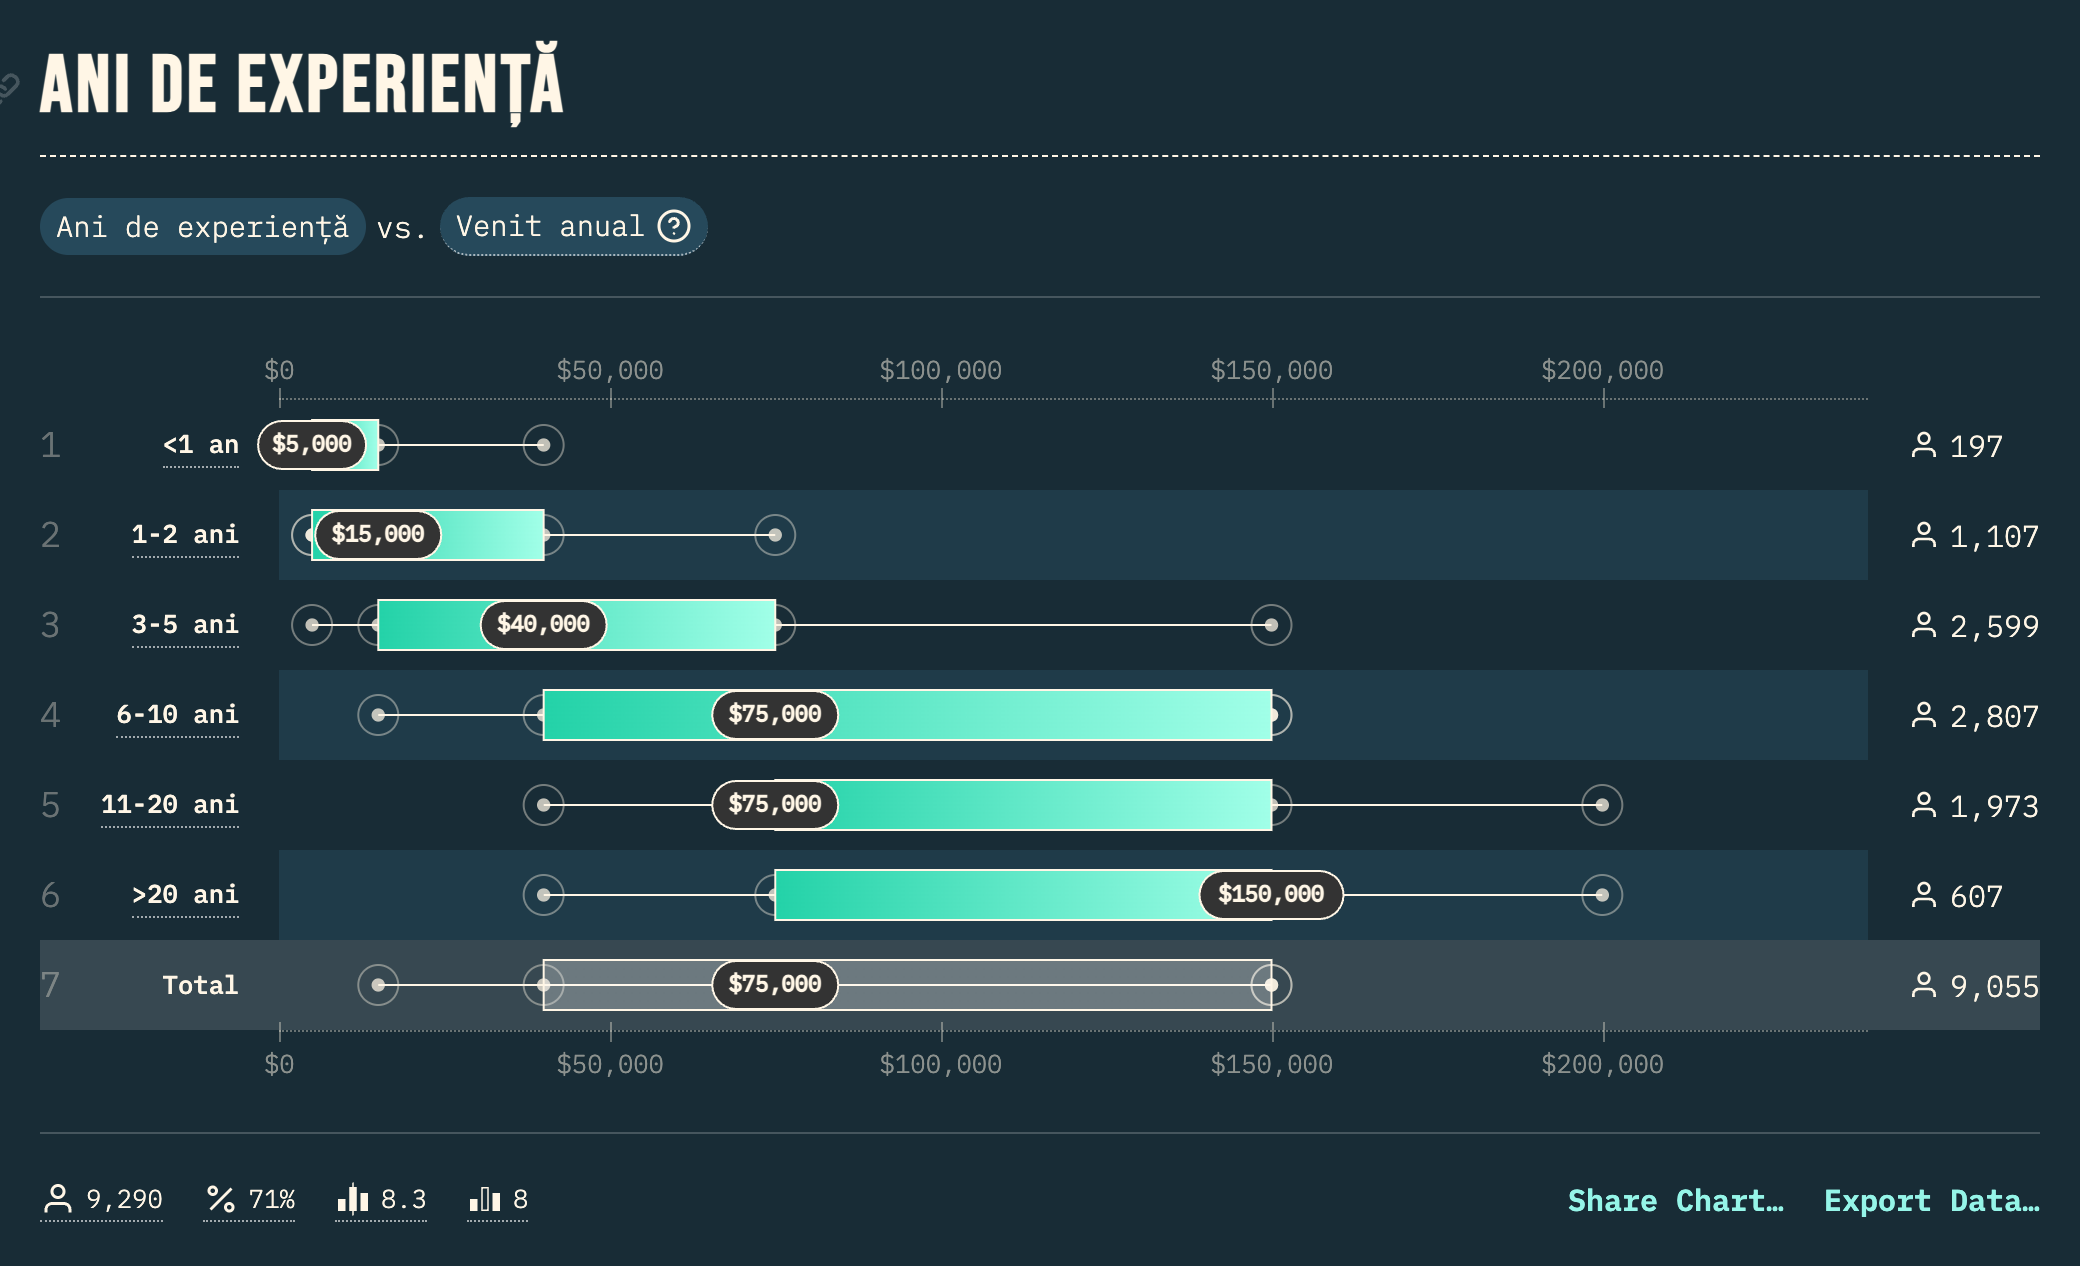 ANI DE EXPERIENȚĂ
Ani de experiență vs. Venit anual ?
$0 $50,000 $100,000 $150,000 $200,000
1 <1 an $5,000 197
2 1-2 ani $15,000 1,107
3 3-5 ani $40,000 2,599
4 6-10 ani $75,000 2,807
5 11-20 ani $75,000 1,973
6 >20 ani $150,000 607
7 Total $75,000 9,055
$0 $50,000 $100,000 $150,000 $200,000
9,290 71% 8.3 8 Share Chart… Export Data…